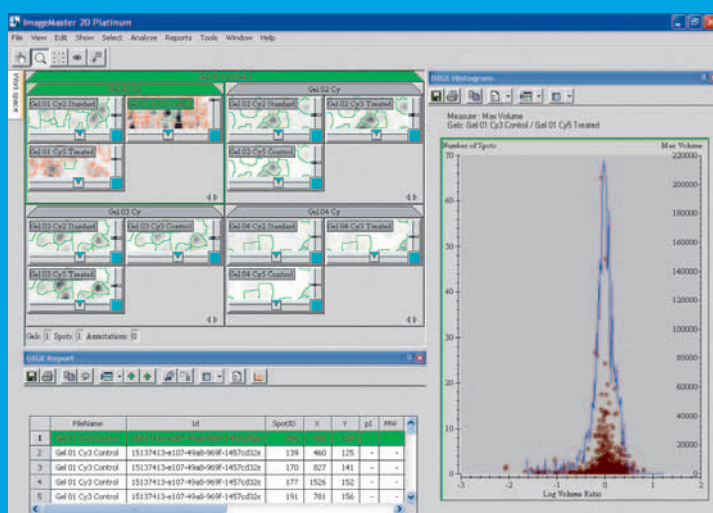 ImageMaster 2D Platinum
File View Edit Show Select Analyze Reports Tools Window Help
Work space
Gel 02 Cy
Gel 01 Cy2 Standard
Gel 02 Cy2 Standard
Gel 02 Cy3 Treated
Gel 01 Cy5 Treated
Gel 02 Cy5 Control
Gel 03 Cy
Gel 04 Cy
Gel 03 Cy2 Standard
Gel 03 Cy3 Control
Gel 04 Cy2 Standard
Gel 04 Cy3 Treated
Gel 03 Cy5 Treated
Gel 04 Cy5 Control
Gels: 1 Spots: 1 Annotations: 0
DIGE Report
FileName Id SpotID X Y pI MW
1
2 Gel 01 Cy3 Control 15137413-e107-49a8-969f-1457cd32e 139 460 125 - -
3 Gel 01 Cy3 Control 15137413-e107-49a8-969f-1457cd32e 170 827 141 - -
4 Gel 01 Cy3 Control 15137413-e107-49a8-969f-1457cd32e 177 1526 152 - -
5 Gel 01 Cy3 Control 15137413-e107-49a8-969f-1457cd32e 191 781 156 - -
DIGE Histogram
Measure : Max Volume
Gels: Gel 01 Cy3 Control / Gel 01 Cy5 Treated
Number of Spots Max Volume
70 220000
200000
60
180000
50 160000
140000
40
120000
30 100000
80000
20 60000
40000
10
20000
0 0
-3 -2 -1 0 1 2
Log Volume Ratio